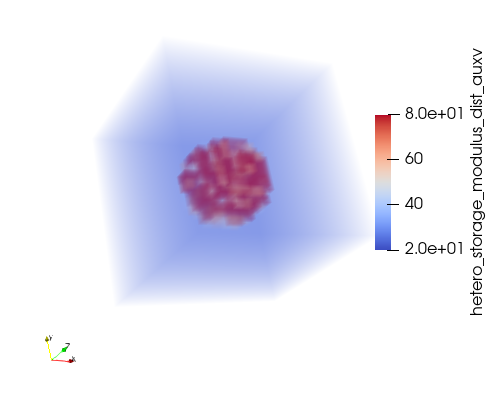 8.0e+01
60
40
2.0e+01
hetero_storage_modulus_dist_auxv
Y
Z
X